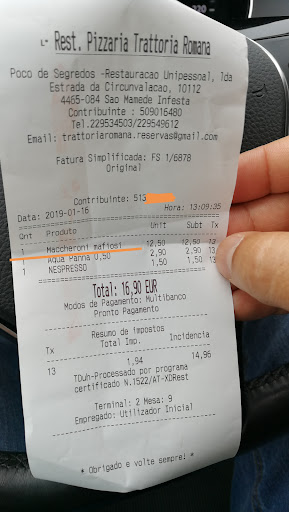 Rest. Pizzaria Trattoria Romana
Poco de Segredos -Restauracao Unipessoal, lda
Estrada da Circunvalacao, 10112
4465-084 Sao Mamede Infesta
Contribuinte : 509016480
Tel.229534503/229549612
Email: trattoriaromana.reservas@gmail.com
Fatura Simplificada: FS 1/6878
Original
Contribuinte: 513
Data: 2019-01-16 Hora: 13:09:35
Qnt Produto Unit Subt Tx
1 Maccheroni mafiosi 12,50 12,50 13
1 Agua Panna 0,50 2,90 2,90 13
1 NESPRESSO 1,50 1,50 13
Total: 16,90 EUR
Modos de Pagamento: Multibanco
Pronto Pagamento
Resumo de impostos
Tx Total Imp. Incidencia
13 1,94 14,96
TDuh-Processado por programa
certificado N.1522/AT-XDRest
Terminal: 2 Mesa: 9
Empregado: Utilizador Inicial
* Obrigado e volte sempre! *